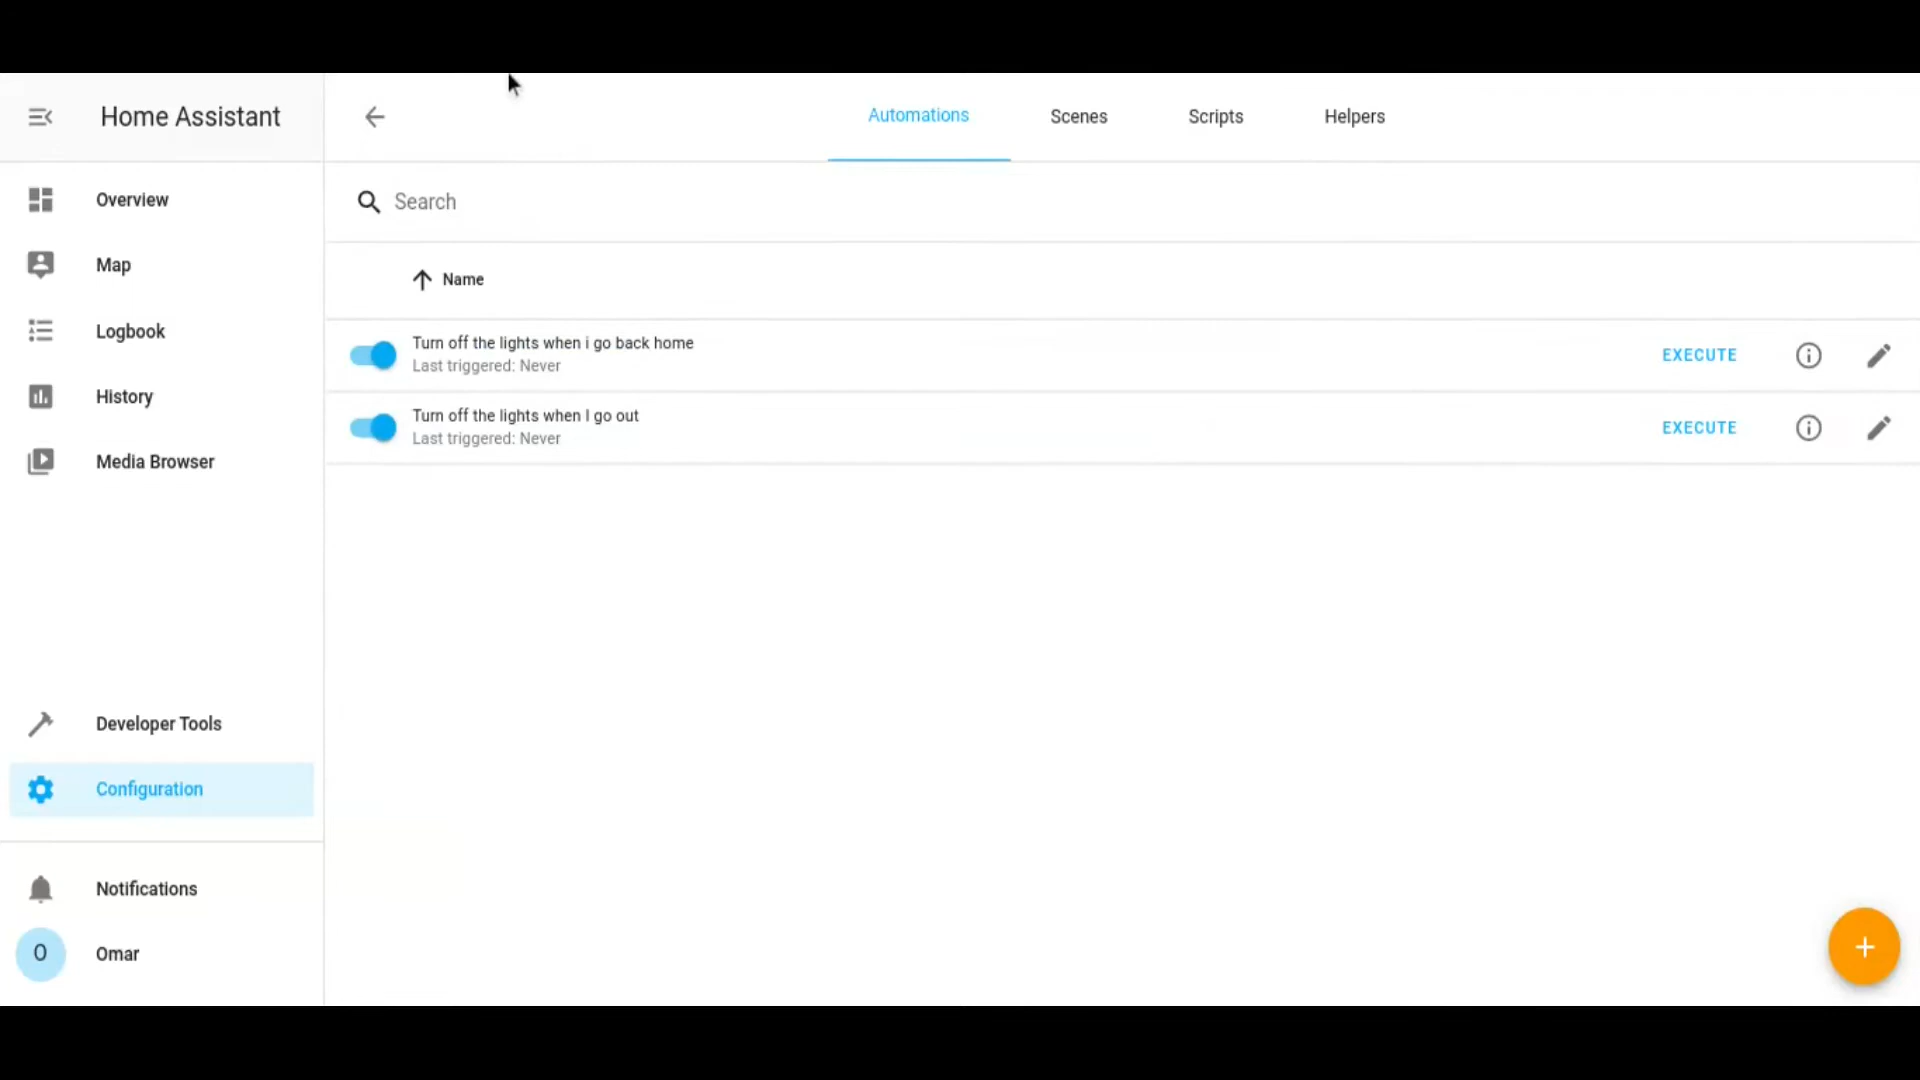 Home Assistant
Automations
Scenes
Scripts
Helpers
Overview
Map
Logbook
History
Media Browser
Developer Tools
Configuration
Notifications
O
Omar
Search
Name
Turn off the lights when i go back home
Last triggered: Never
EXECUTE
Turn off the lights when I go out
Last triggered: Never
EXECUTE